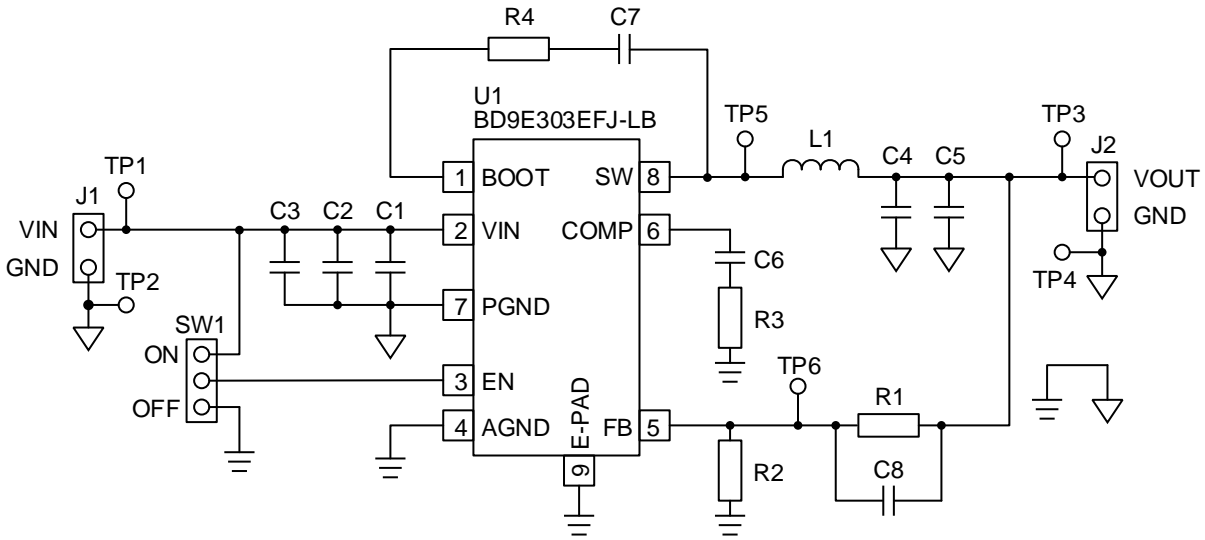 R4
C7
U1
BD9E303EFJ-LB
TP5
TP3
L1
C4
C5
J2
TP1
J1
1
BOOT
SW
8
VOUT
C3
C2
C1
VIN
2
VIN
COMP
6
GND
GND
C6
TP2
TP4
7
PGND
R3
SW1
ON
TP6
3
EN
R1
OFF
4
AGND
E-PAD
FB
5
9
R2
C8